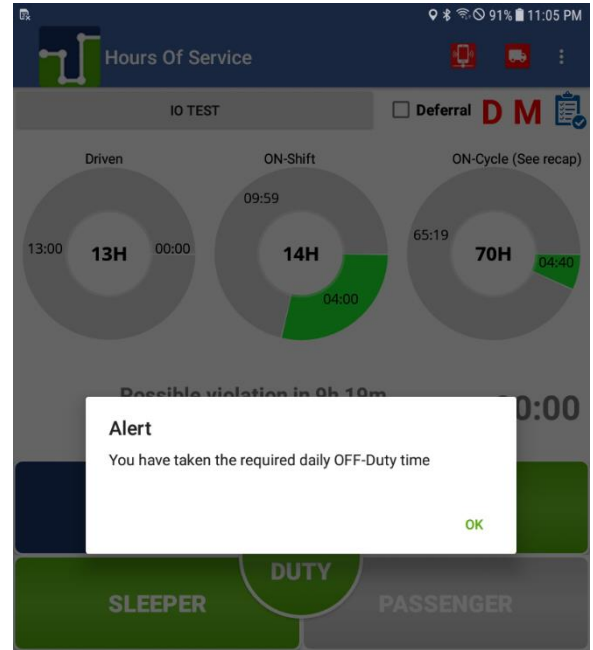 91% 11:05 PM
Hours Of Service
IO TEST
Deferral D M
Driven
ON-Shift
ON-Cycle (See recap)
13:00 13H 00:00
09:59
14H
04:00
65:19
70H
04:40
Possible violation in 9h 19m
0:00
Alert
You have taken the required daily OFF-Duty time
OK
DUTY
SLEEPER
PASSENGER